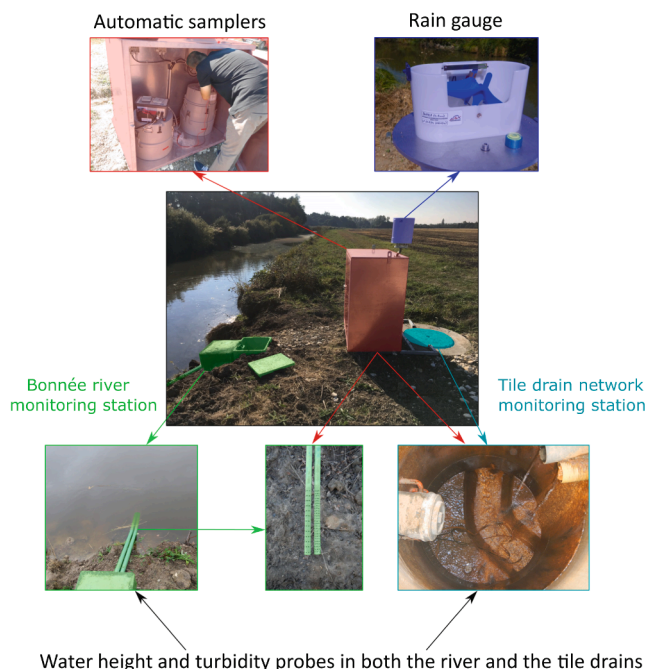 Automatic samplers
Rain gauge
Bonnée river
monitoring station
Tile drain network
monitoring station
Water height and turbidity probes in both the river and the tile drains